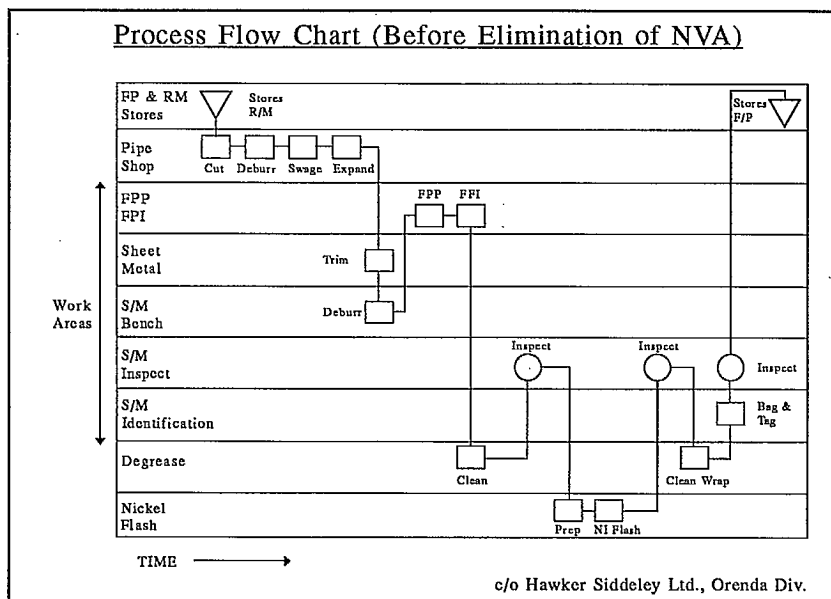 Process Flow Chart (Before Elimination of NVA)
FP & RM
Stores
Stores
R/M
Stores
F/P
Pipe
Shop
Cut
Deburr
Swage
Expand
FPP
FPI
FPP
FFI
Sheet
Metal
Trim
Work
Areas
S/M
Bench
Deburr
S/M
Inspect
Inspect
Inspect
Inspect
S/M
Identification
Bag &
Tag
Degrease
Clean
Clean Wrap
Nickel
Flash
Prep
NI Flash
TIME
c/o Hawker Siddeley Ltd., Orenda Div.